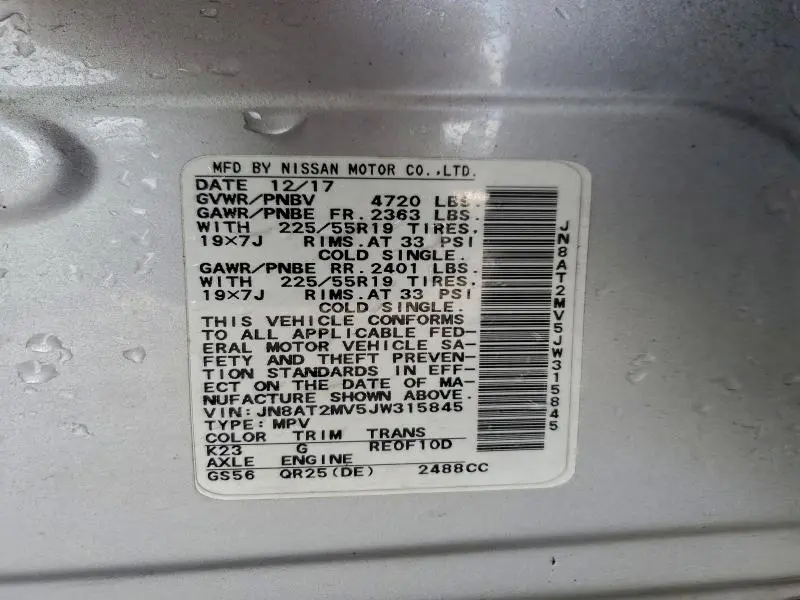 MFD BY NISSAN MOTOR CO.,LTD.
DATE 12/17
GVWR/PNBV 4720 LBS.
GAWR/PNBE FR. 2363 LBS.
WITH 225/55R19 TIRES.
19×7J RIMS.AT 33 PSI
COLD SINGLE.
GAWR/PNBE RR. 2401 LBS.
WITH 225/55R19 TIRES.
19×7J RIMS.AT 33 PSI
COLD SINGLE.
THIS VEHICLE CONFORMS
TO ALL APPLICABLE FED-
ERAL MOTOR VEHICLE SA-
FETY AND THEFT PREVEN-
TION STANDARDS IN EFF-
ECT ON THE DATE OF MA-
NUFACTURE SHOWN ABOVE.
VIN: JN8AT2MV5JW315845
TYPE: MPV
COLOR TRIM TRANS
K23 G RE0F10D
AXLE ENGINE
GS56 QR25(DE) 2488CC
JN8AT2MV5JW315845